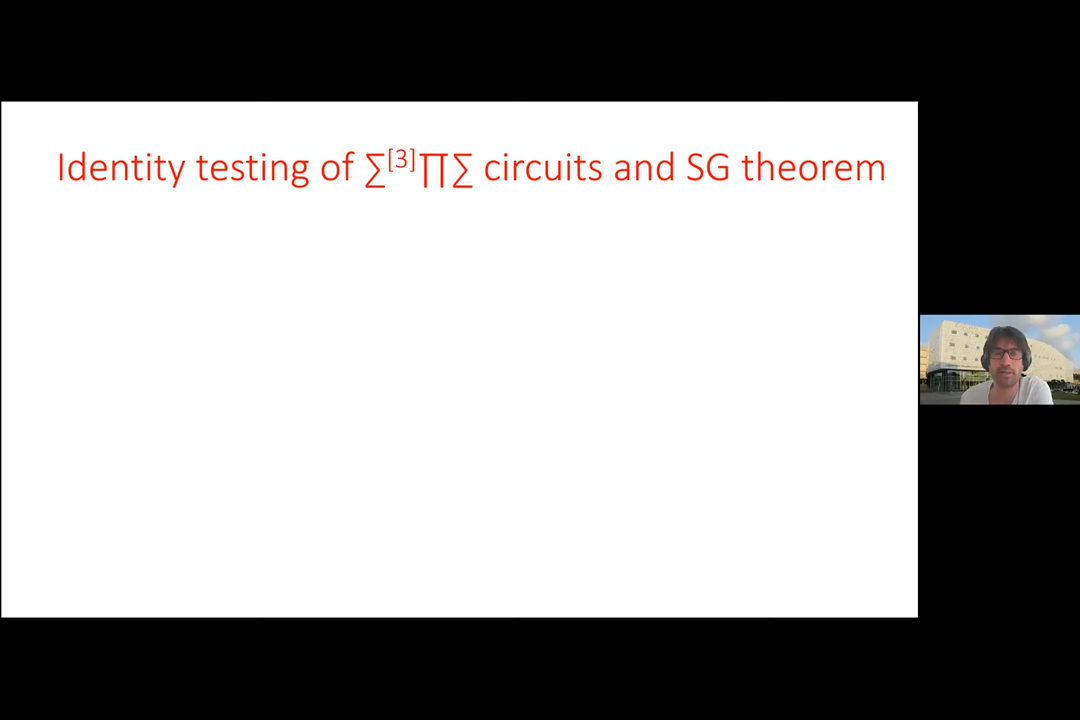 Identity testing of ∑[3]∏∑ circuits and SG theorem